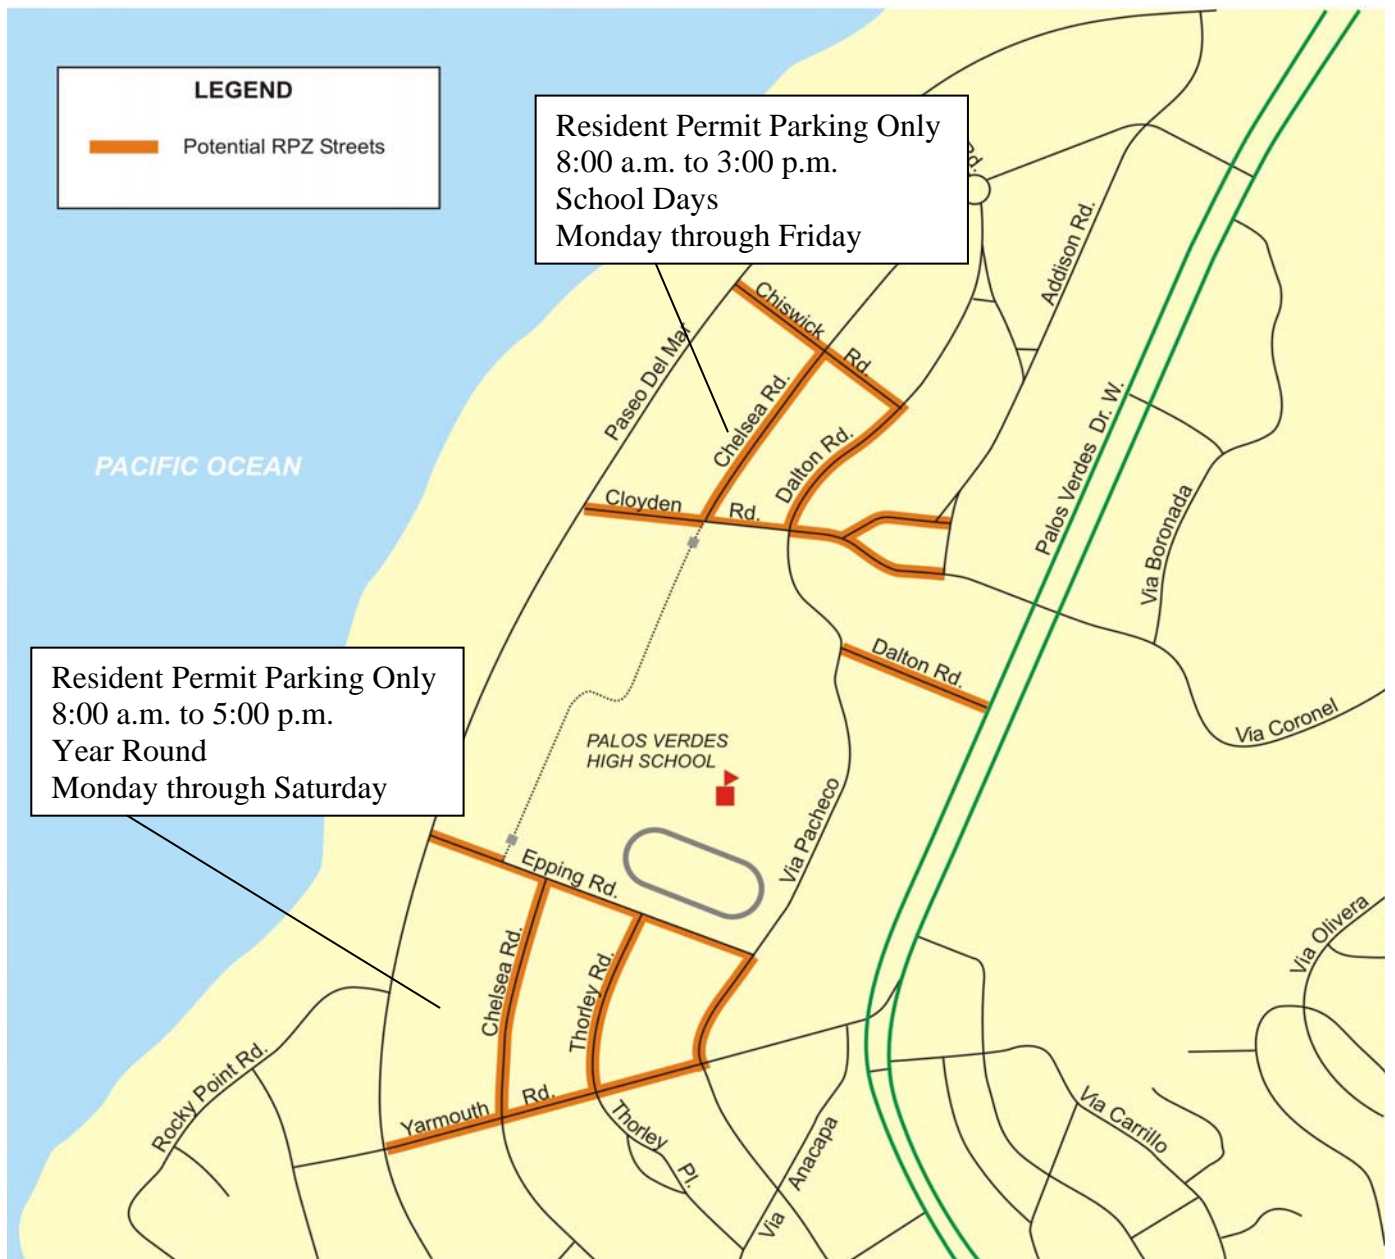 LEGEND
Potential RPZ Streets
Resident Permit Parking Only
8:00 a.m. to 3:00 p.m.
School Days
Monday through Friday
Rd.
Addison Rd.
Chiswick Rd.
Paseo Del Mar
Chelsea Rd.
Dalton Rd.
Palos Verdes Dr. W.
PACIFIC OCEAN
Cloyden Rd.
Via Boronada
Resident Permit Parking Only
8:00 a.m. to 5:00 p.m.
Year Round
Monday through Saturday
Dalton Rd.
Via Coronel
PALOS VERDES
HIGH SCHOOL
Via Pacheco
Epping Rd.
Via Olivera
Chelsea Rd.
Thorley Rd.
Rocky Point Rd.
Yarmouth Rd.
Thorley Pl.
Via Anacapa
Via Carrillo